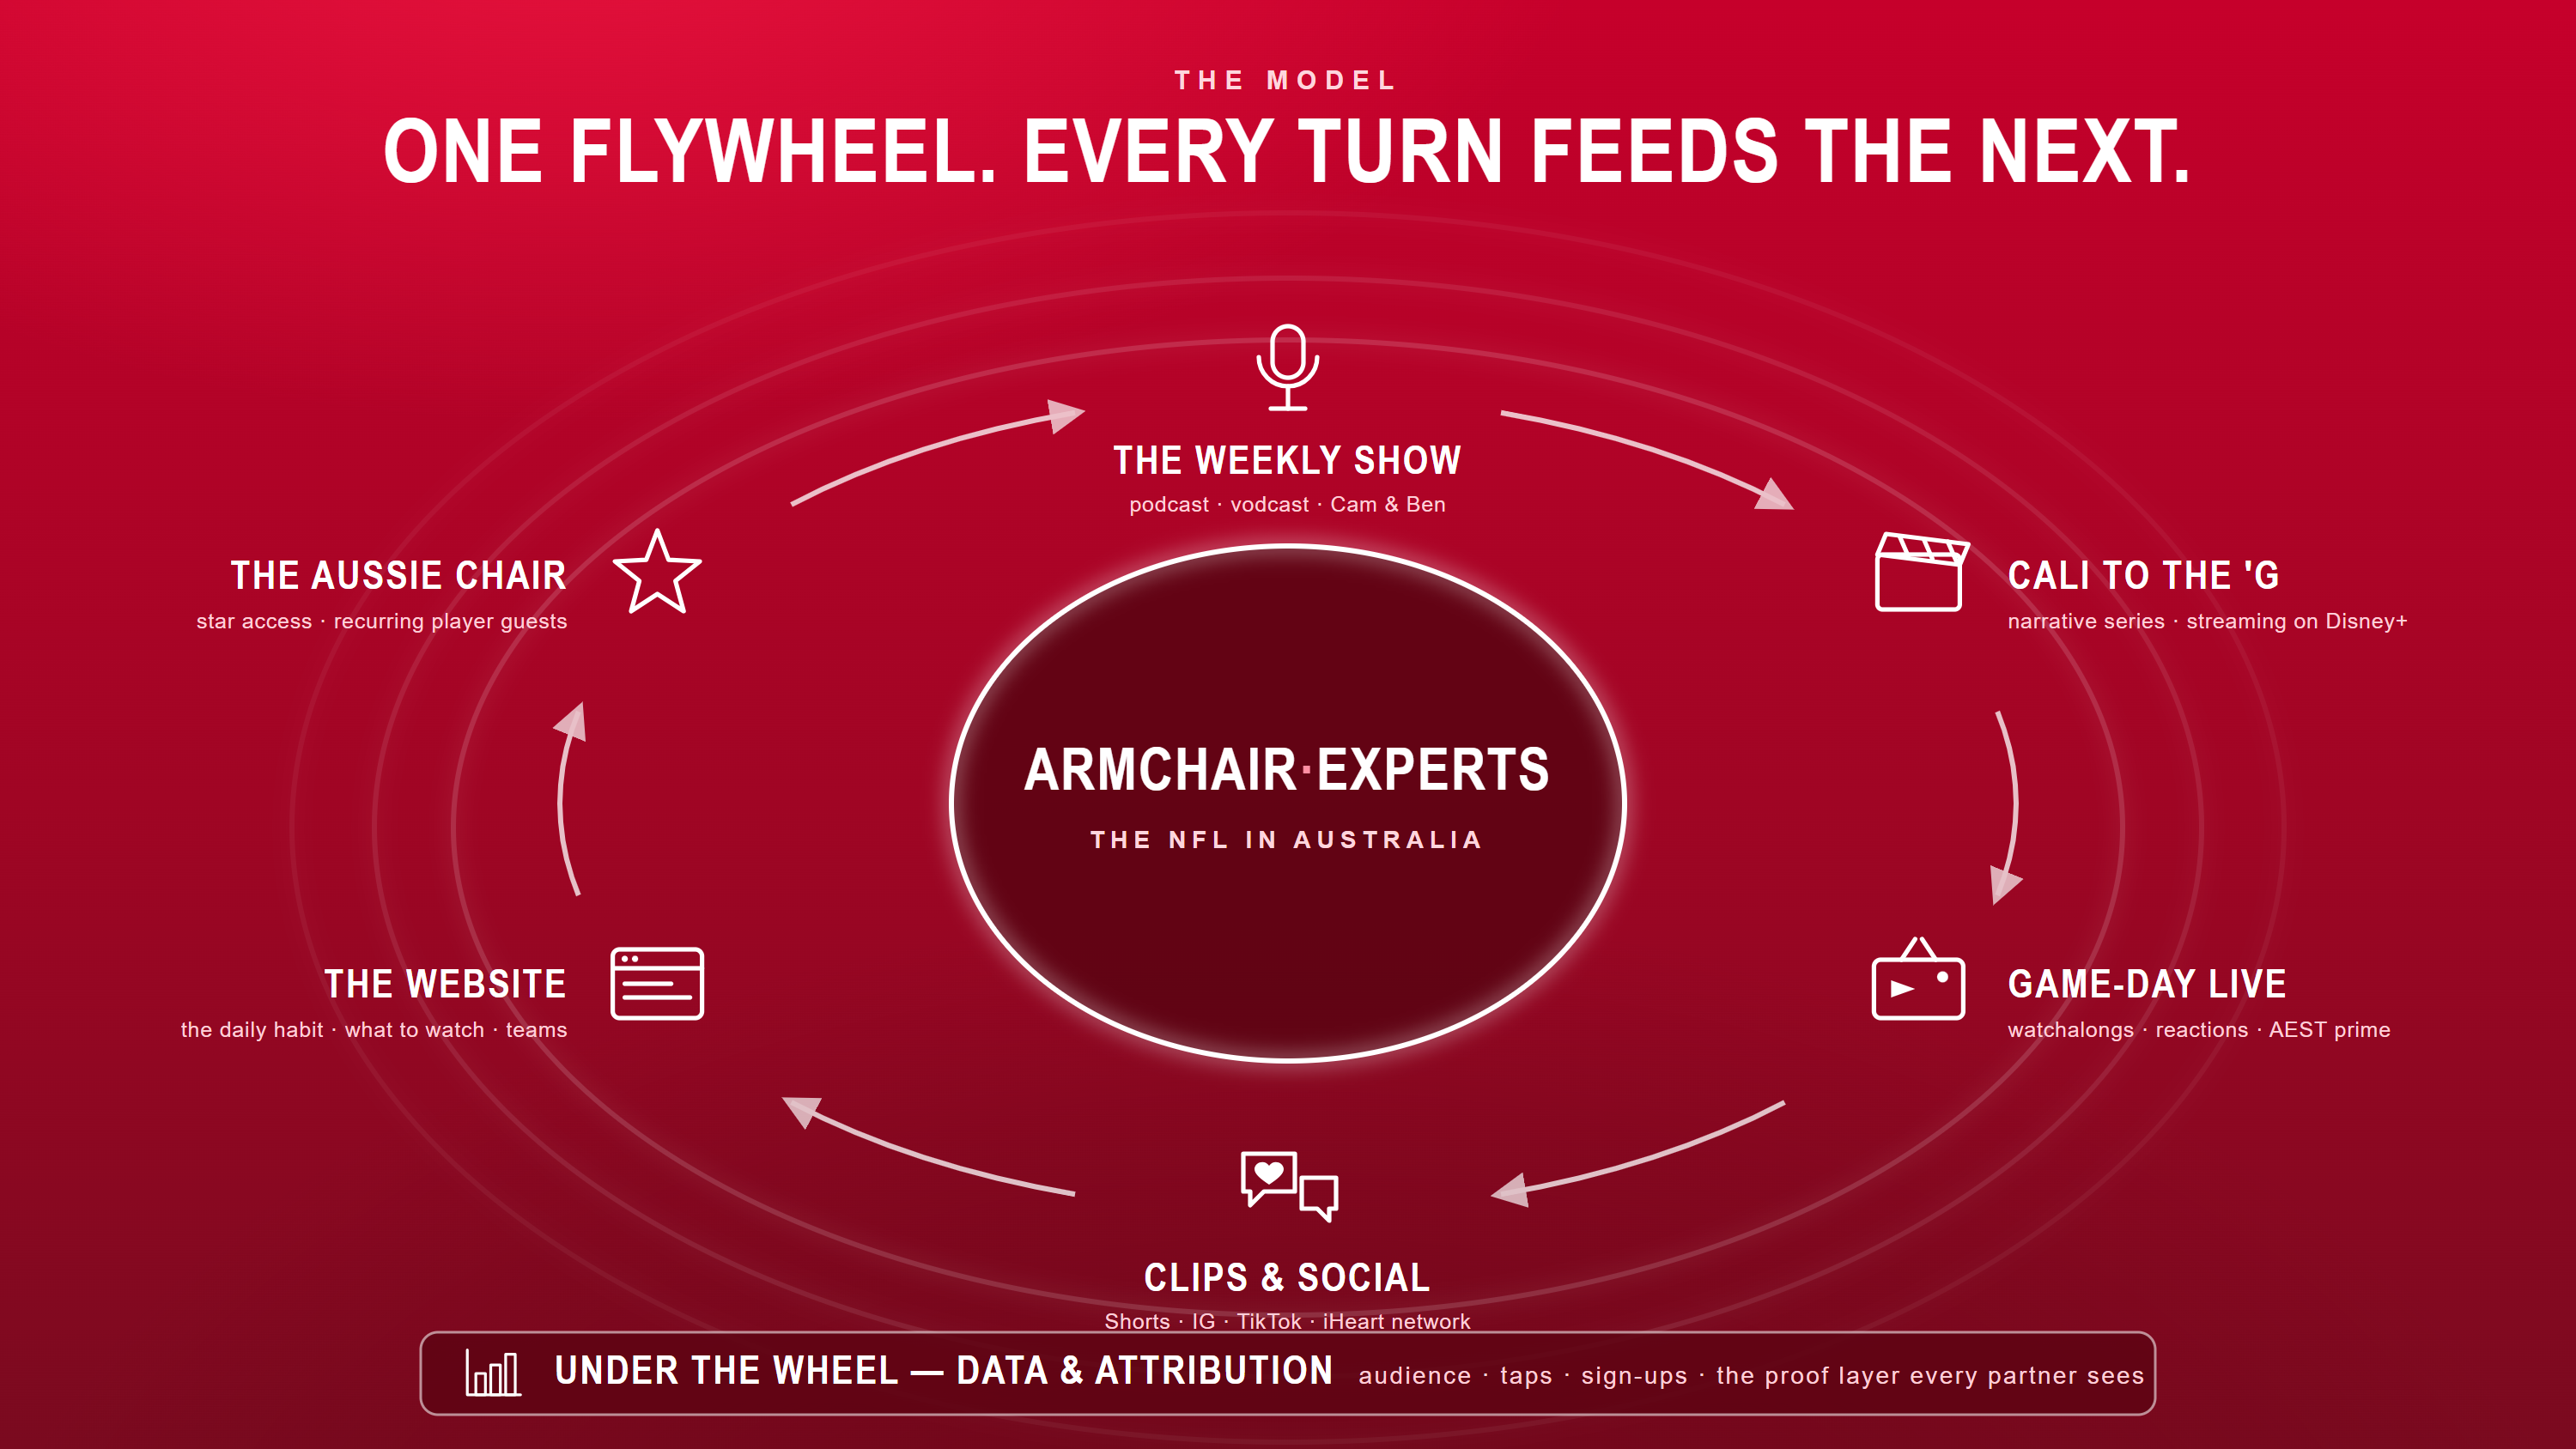 THE MODEL
ONE FLYWHEEL. EVERY TURN FEEDS THE NEXT.
THE WEEKLY SHOW
podcast · vodcast · Cam & Ben
CALI TO THE 'G
narrative series · streaming on Disney+
GAME-DAY LIVE
watchalongs · reactions · AEST prime
CLIPS & SOCIAL
Shorts · IG · TikTok · iHeart network
THE WEBSITE
the daily habit · what to watch · teams
THE AUSSIE CHAIR
star access · recurring player guests
ARMCHAIR·EXPERTS
THE NFL IN AUSTRALIA
UNDER THE WHEEL — DATA & ATTRIBUTION audience · taps · sign-ups · the proof layer every partner sees